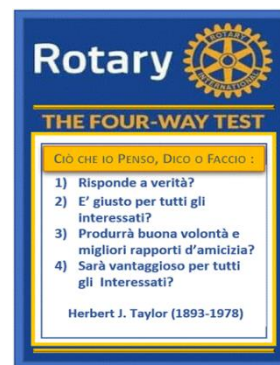 Rotary
ROTARY
INTERNATIONAL
THE FOUR-WAY TEST
CIÒ CHE IO PENSO, DICO O FACCIO :
1) Risponde a verità?
2) E' giusto per tutti gli
interessati?
3) Produrrà buona volontà e
migliori rapporti d'amicizia?
4) Sarà vantaggioso per tutti
gli Interessati?
Herbert J. Taylor (1893-1978)